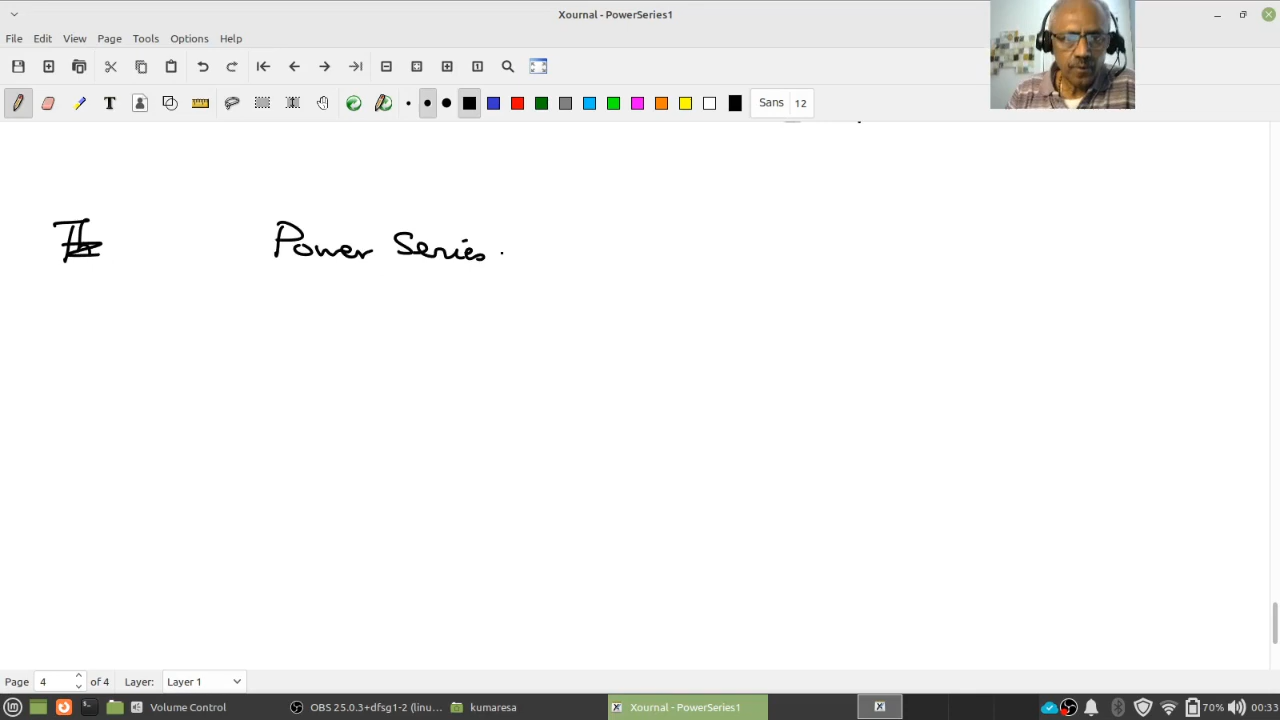 Xournal - PowerSeries1
File Edit View Page Tools Options Help
Sans 12
Power Series.
Page 4 of 4 Layer: Layer 1
Volume Control OBS 25.0.3+dfsg1-2 (linu... kumaresa Xournal - PowerSeries1 70% 00:33